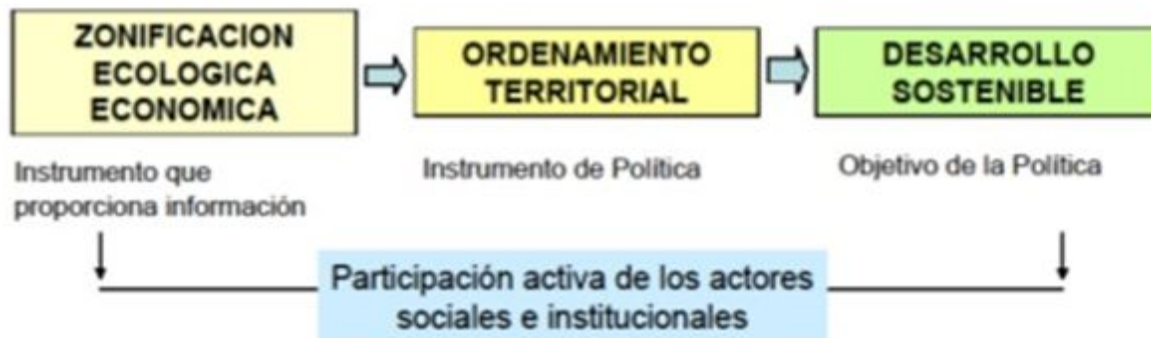 ZONIFICACION
ECOLOGICA
ECONOMICA
ORDENAMIENTO
TERRITORIAL
DESARROLLO
SOSTENIBLE
Instrumento que
proporciona información
Instrumento de Política
Objetivo de la Política
Participación activa de los actores
sociales e institucionales